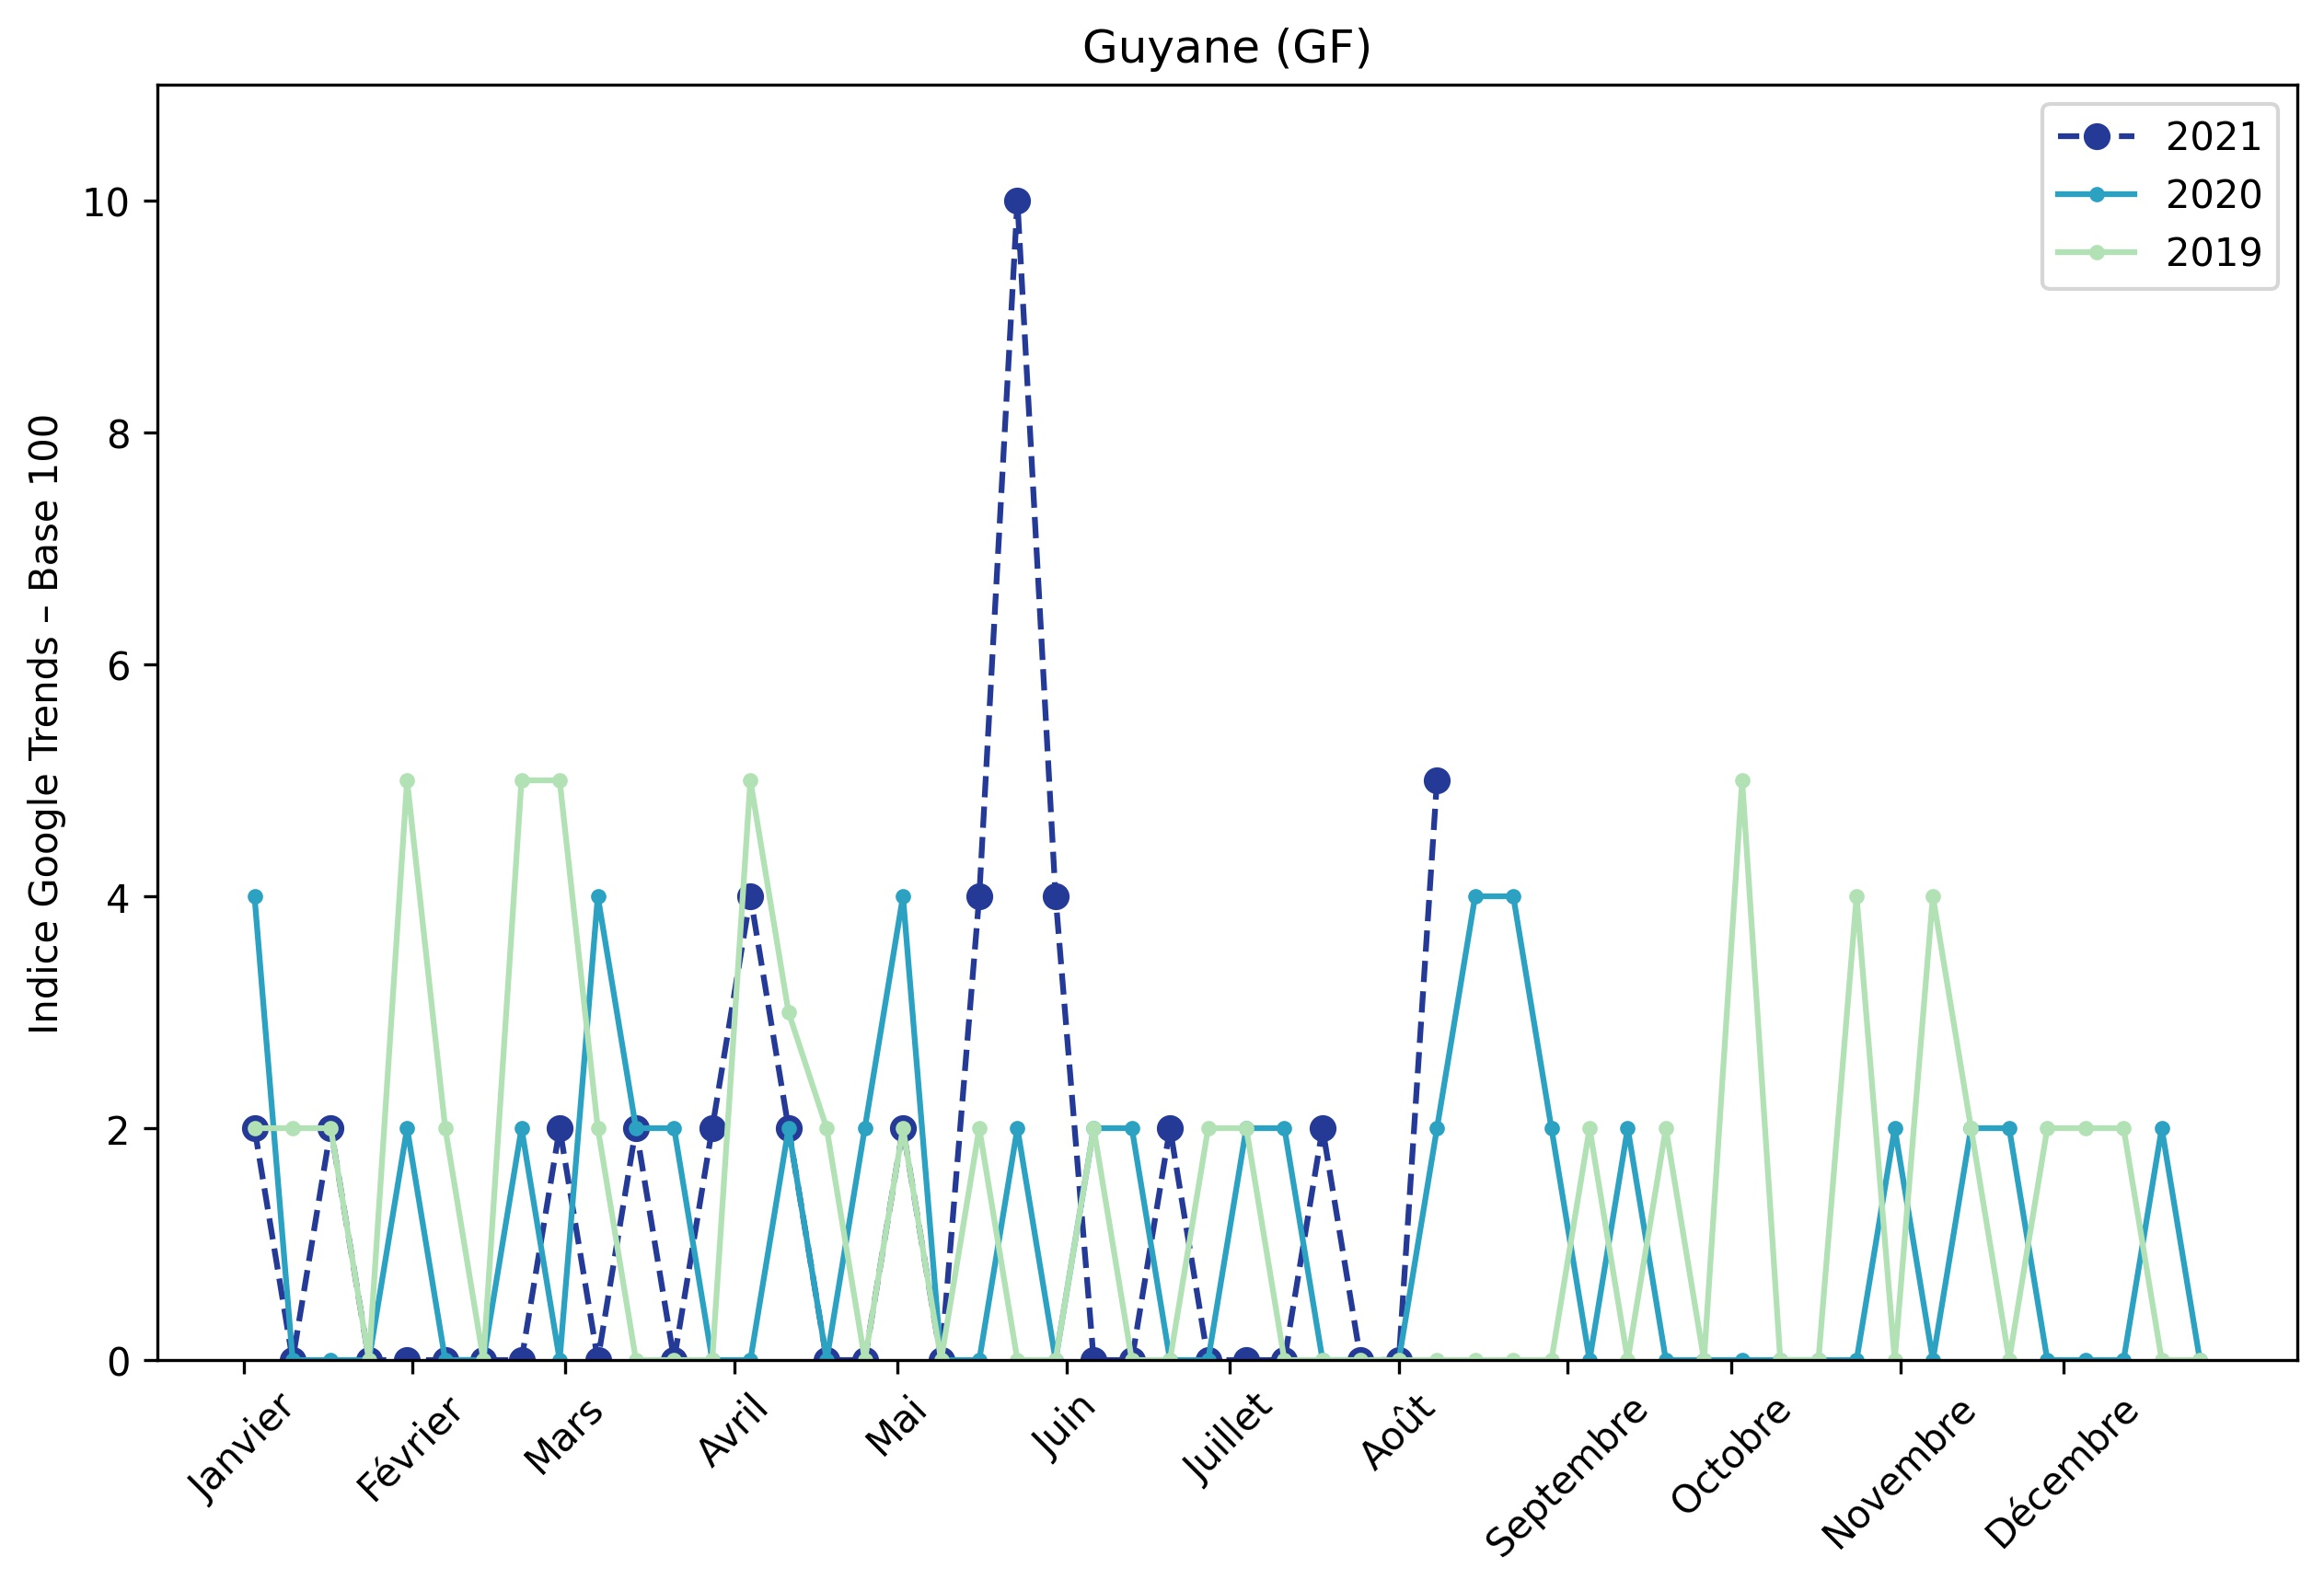 Guyane (GF)
Indice Google Trends – Base 100
10
8
6
4
2
0
2021
2020
2019
Janvier
Février
Mars
Avril
Mai
Juin
Juillet
Août
Septembre
Octobre
Novembre
Décembre